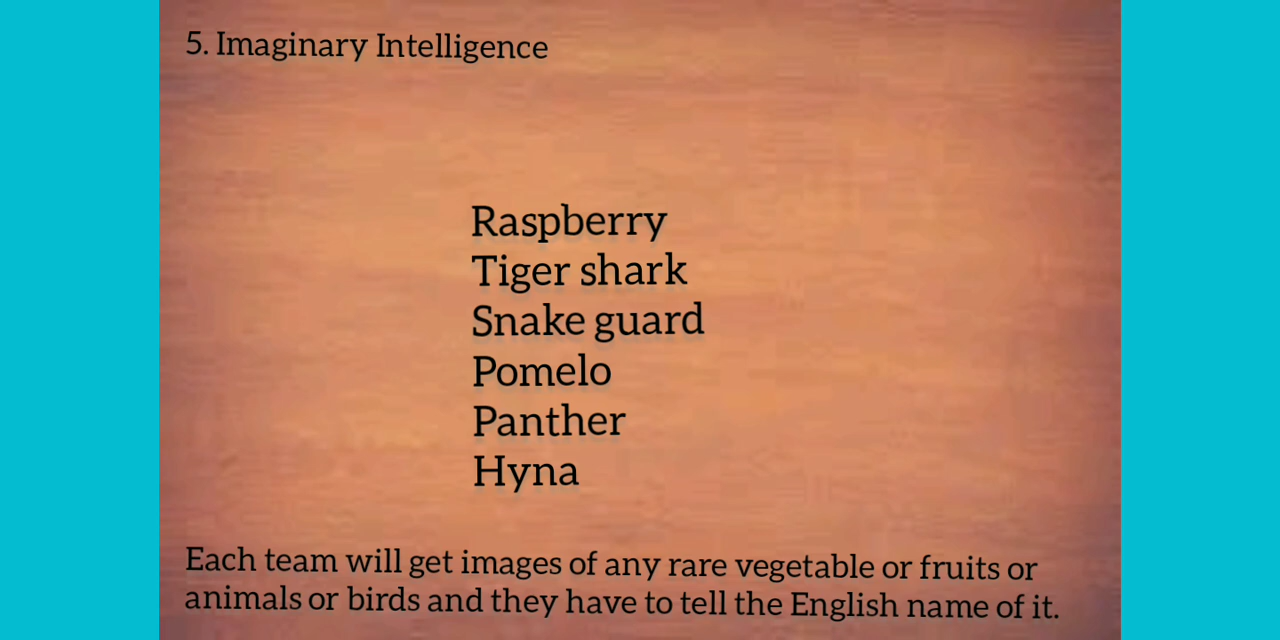 5. Imaginary Intelligence
Raspberry
Tiger shark
Snake guard
Pomelo
Panther
Hyna
Each team will get images of any rare vegetable or fruits or
animals or birds and they have to tell the English name of it.